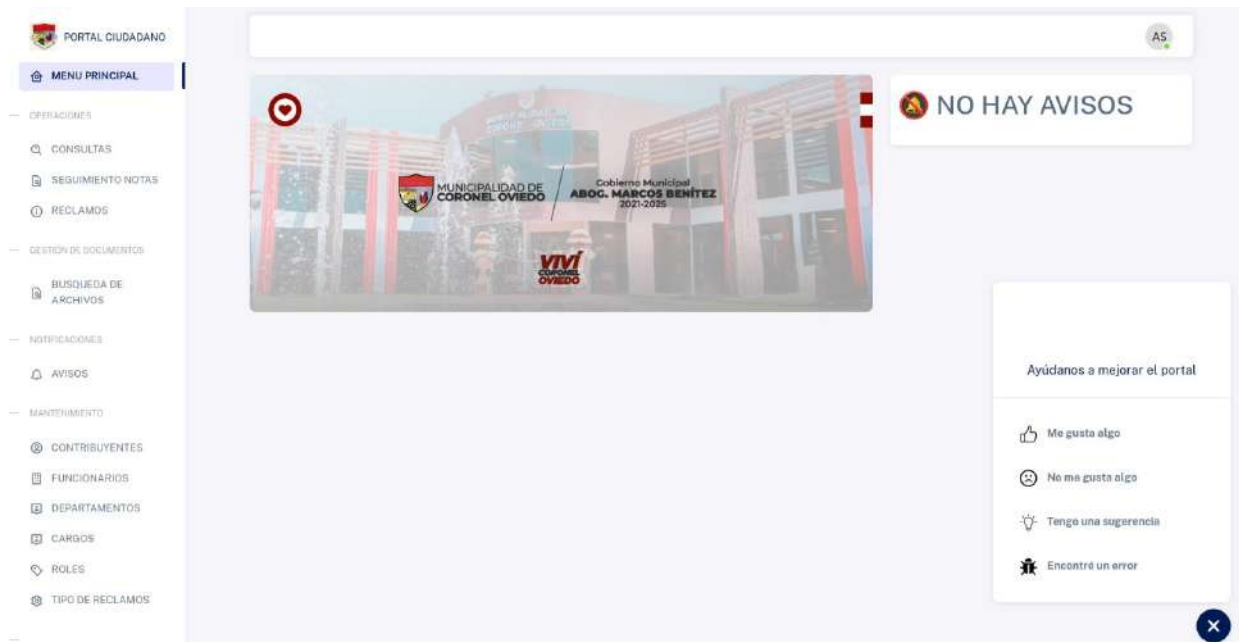 PORTAL CIUDADANO
MENU PRINCIPAL
OPERACIONES
CONSULTAS
SEGUIMIENTO NOTAS
RECLAMOS
GESTIÓN DE DOCUMENTOS
BUSQUEDA DE
ARCHIVOS
NOTIFICACIONES
AVISOS
MANTENIMIENTO
CONTRIBUYENTES
FUNCIONARIOS
DEPARTAMENTOS
CARGOS
ROLES
TIPO DE RECLAMOS
AS
MUNICIPALIDAD DE
CORONEL OVIEDO
Gobierno Municipal
ABOG. MARCOS BENÍTEZ
2021-2025
VIVÍ
CORONEL
OVIEDO
NO HAY AVISOS
Ayúdanos a mejorar el portal
Me gusta algo
No me gusta algo
Tengo una sugerencia
Encontré un error